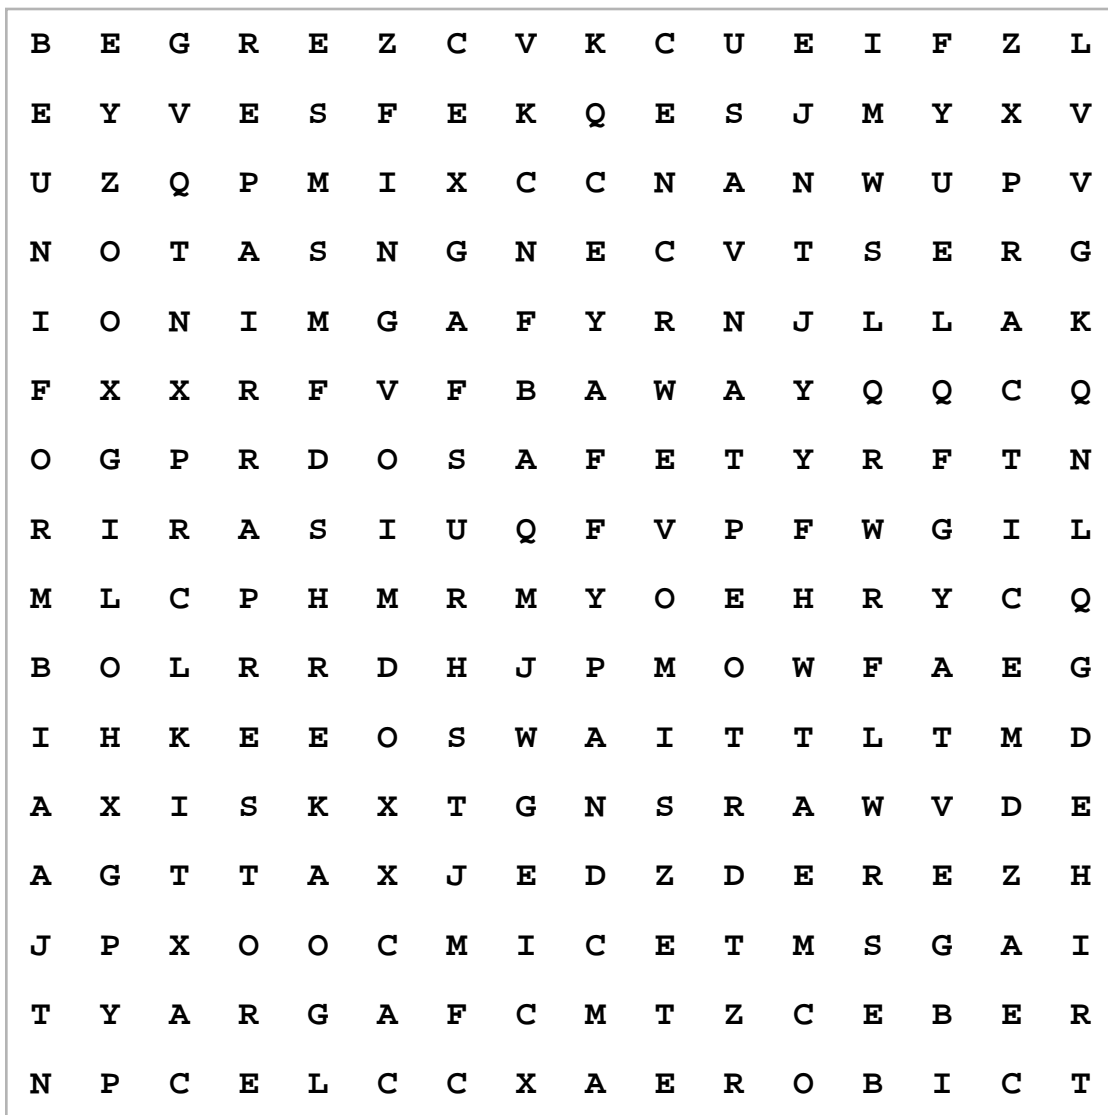 B E G R E Z C V K C U E I F Z L
E Y V E S F E K Q E S J M Y X V
U Z Q P M I X C C N A N W U P V
N O T A S N G N E C V T S E R G
I O N I M G A F Y R N J L L A K
F X X R F V F B A W A Y Q Q C Q
O G P R D O S A F E T Y R F T N
R I R A S I U Q F V P F W G I L
M L C P H M R M Y O E H R Y C Q
B O L R R D H J P M O W F A E G
I H K E E O S W A I T T L T M D
A X I S K X T G N S R A W V D E
A G T T A X J E D Z D E R E Z H
J P X O O C M I C E T M S G A I
T Y A R G A F C M T Z C E B E R
N P C E L C C X A E R O B I C T